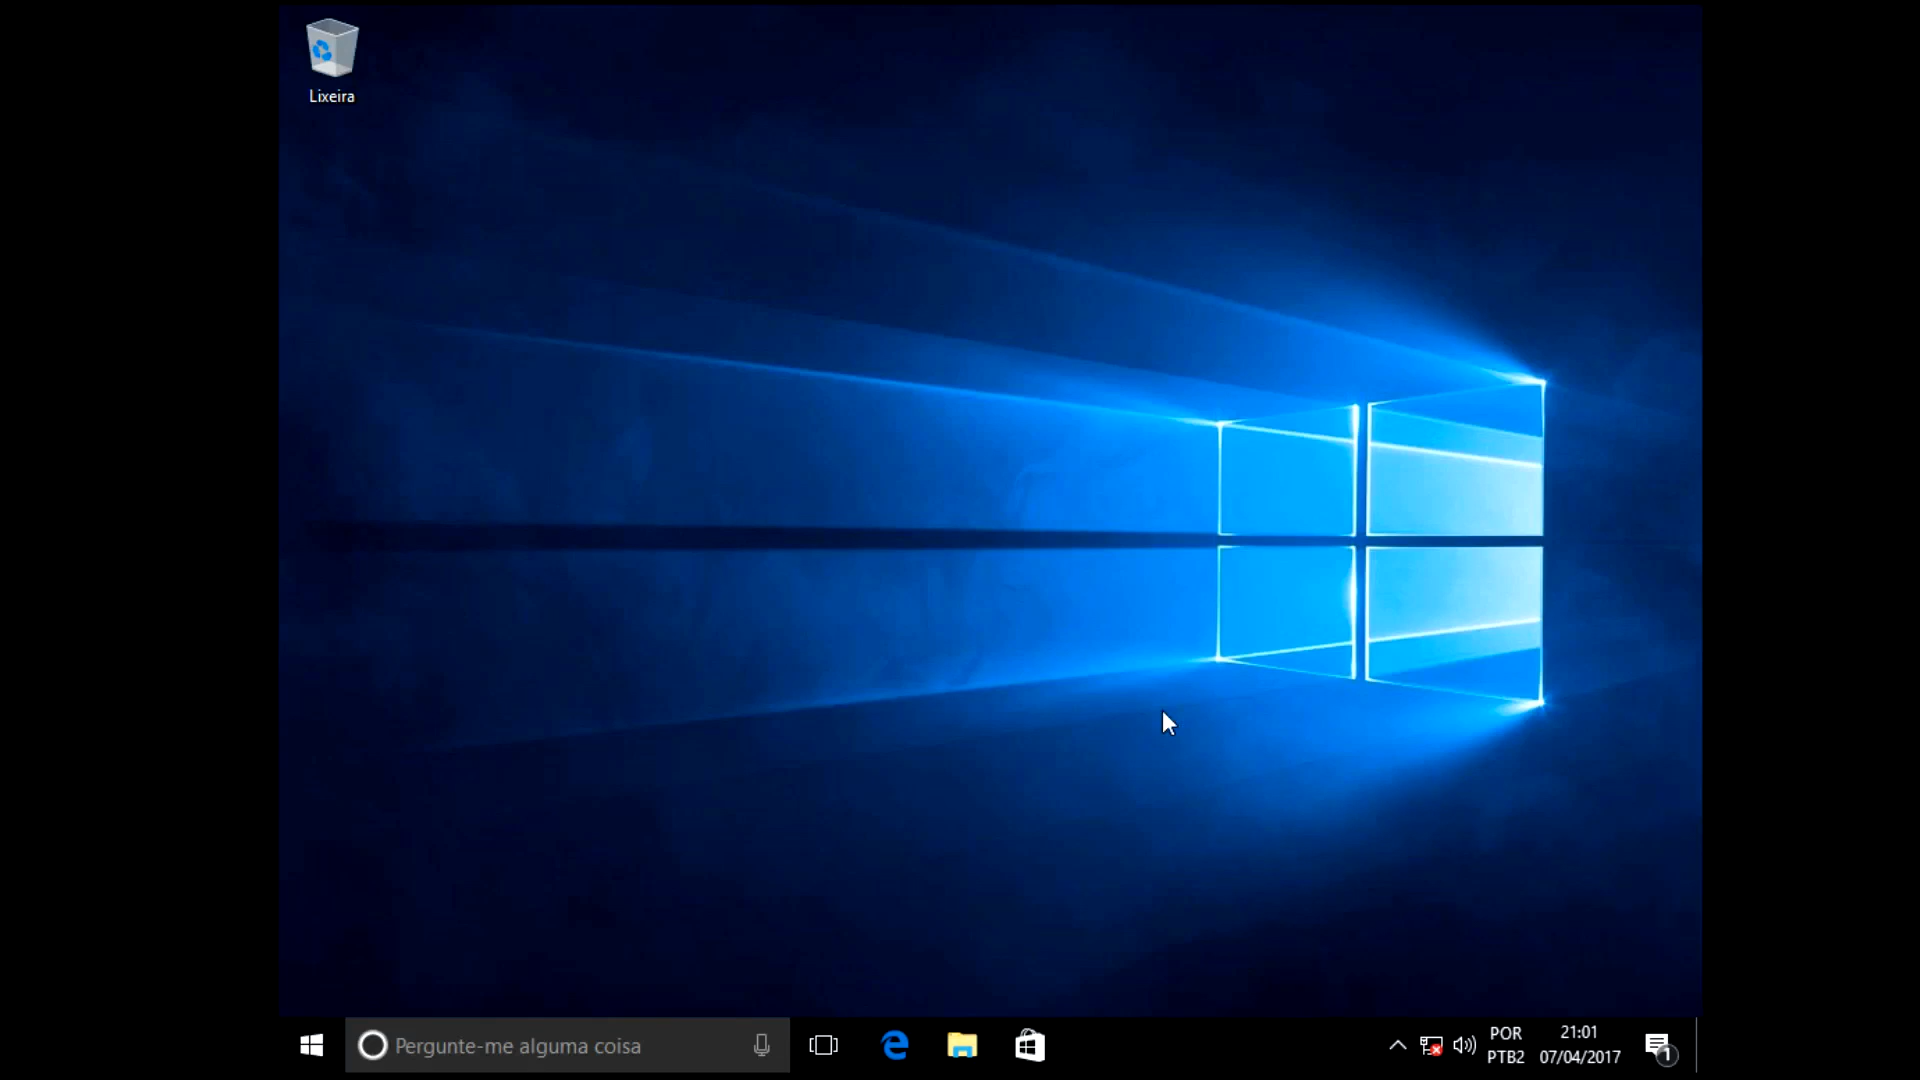 Lixeira
Pergunte-me alguma coisa
POR
PTB2
21:01
07/04/2017
1